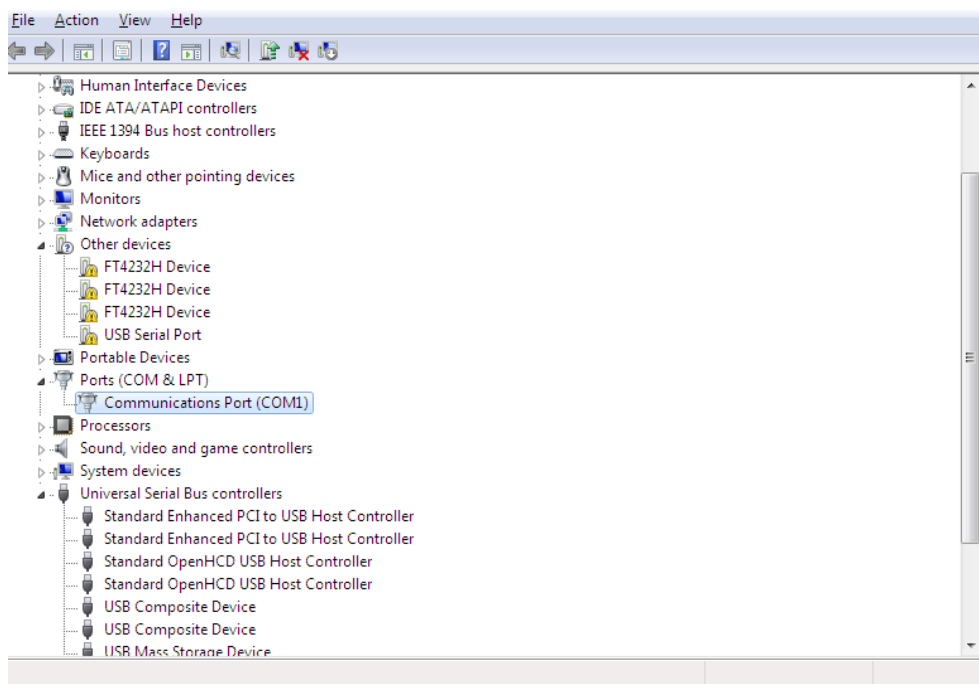 File Action View Help
Human Interface Devices
IDE ATA/ATAPI controllers
IEEE 1394 Bus host controllers
Keyboards
Mice and other pointing devices
Monitors
Network adapters
Other devices
FT4232H Device
FT4232H Device
FT4232H Device
USB Serial Port
Portable Devices
Ports (COM & LPT)
Communications Port (COM1)
Processors
Sound, video and game controllers
System devices
Universal Serial Bus controllers
Standard Enhanced PCI to USB Host Controller
Standard Enhanced PCI to USB Host Controller
Standard OpenHCD USB Host Controller
Standard OpenHCD USB Host Controller
USB Composite Device
USB Composite Device
USB Mass Storage Device